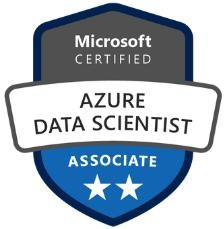 Microsoft
CERTIFIED
AZURE
DATA SCIENTIST
ASSOCIATE